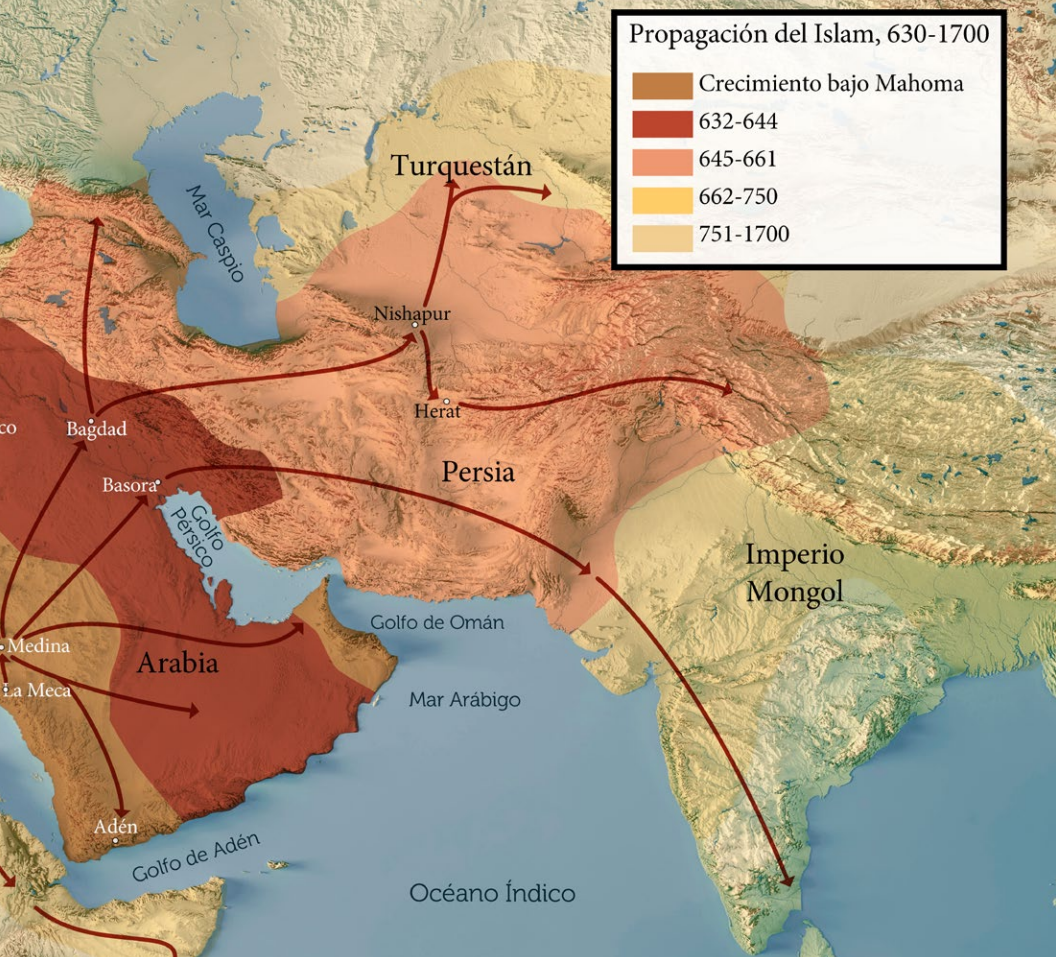 Propagación del Islam, 630-1700
Crecimiento bajo Mahoma
632-644
645-661
662-750
751-1700
Turquestán
Mar Caspio
Nishapur
Herat
co
Bagdad
Persia
Basora
Golfo
Pérsico
Imperio
Mongol
Golfo de Omán
Medina
Arabia
La Meca
Mar Arábigo
Adén
Golfo de Adén
Océano Índico